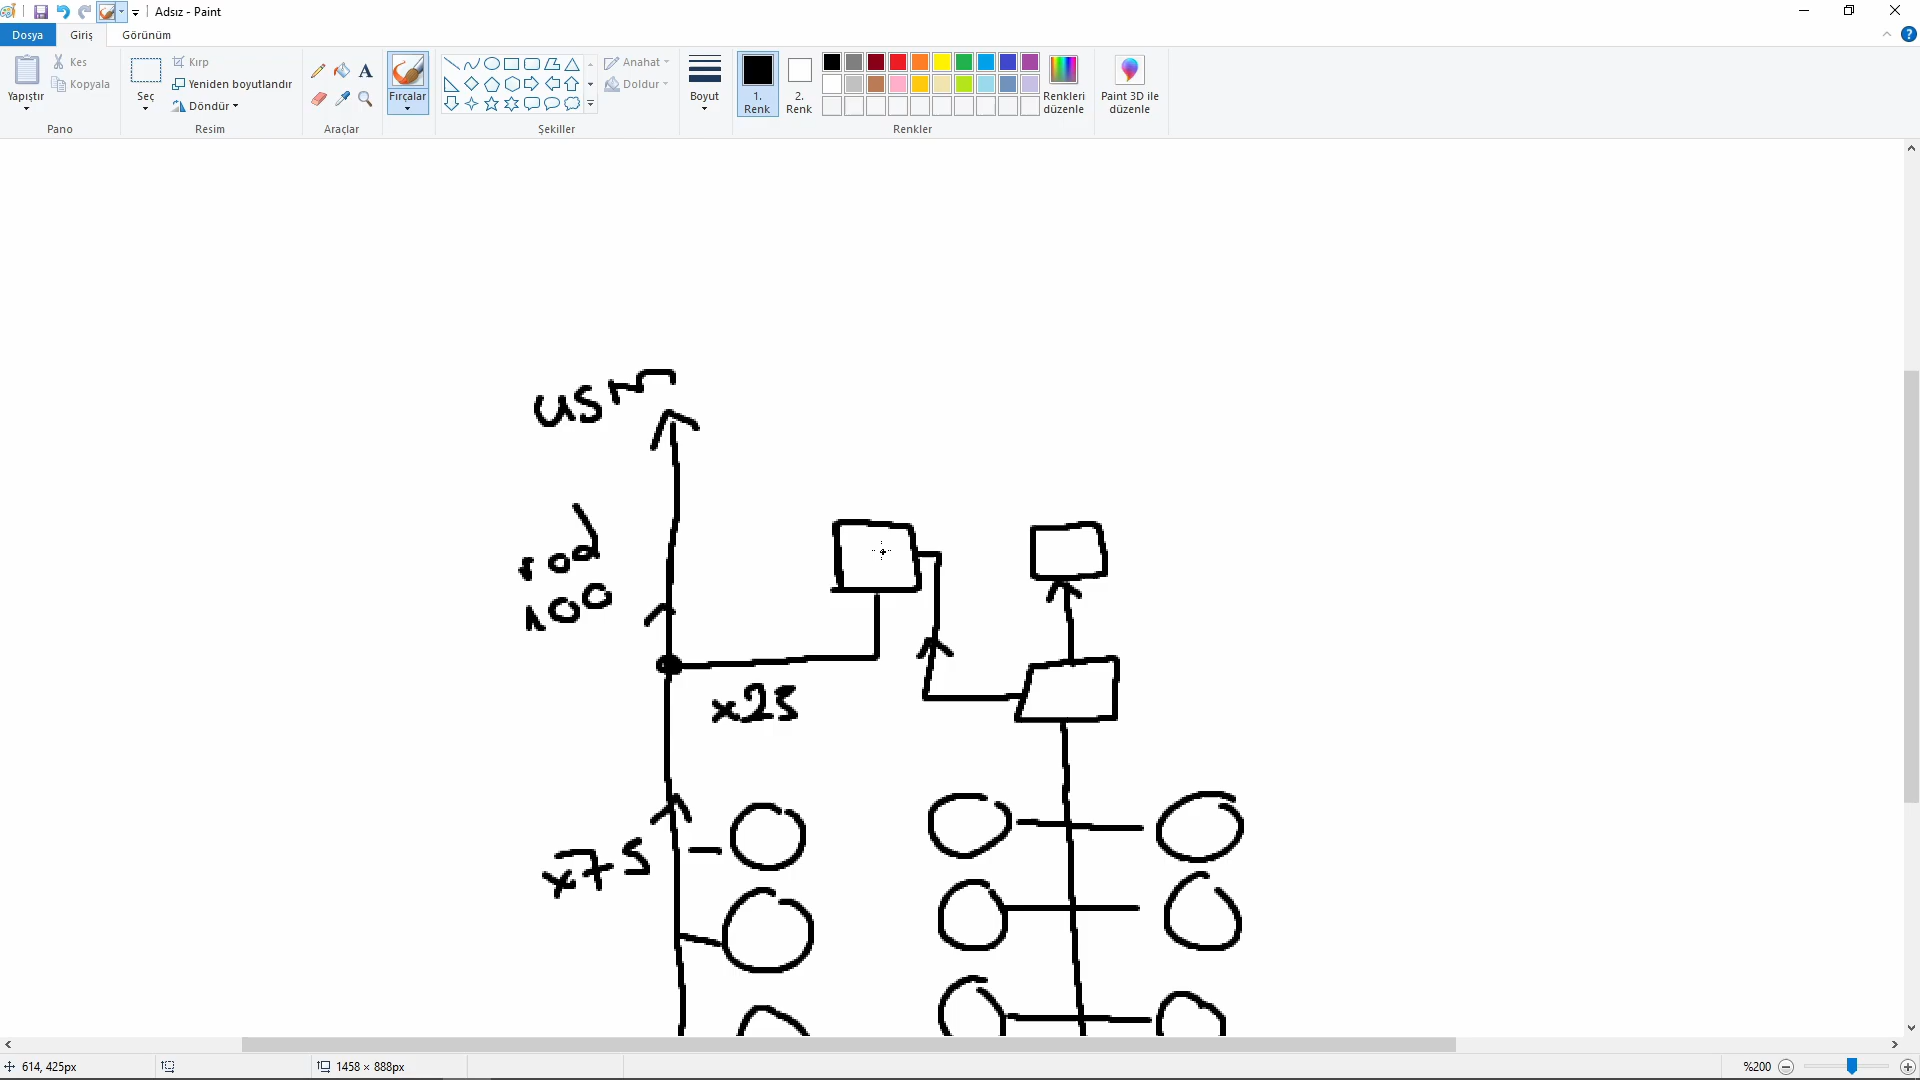 Adsız - Paint
Dosya Giriş Görünüm
Yapıştır
Kes
Kopyala
Pano
Seç
Kırp
Yeniden boyutlandır
Döndür
Resim
Araçlar
Fırçalar
Anahat
Doldur
Şekiller
Boyut
1.
Renk
2.
Renk
Renkleri
düzenle
Paint 3D ile
düzenle
Renkler
rod
100
x25
x75
614, 425px
1458 × 888px
%200